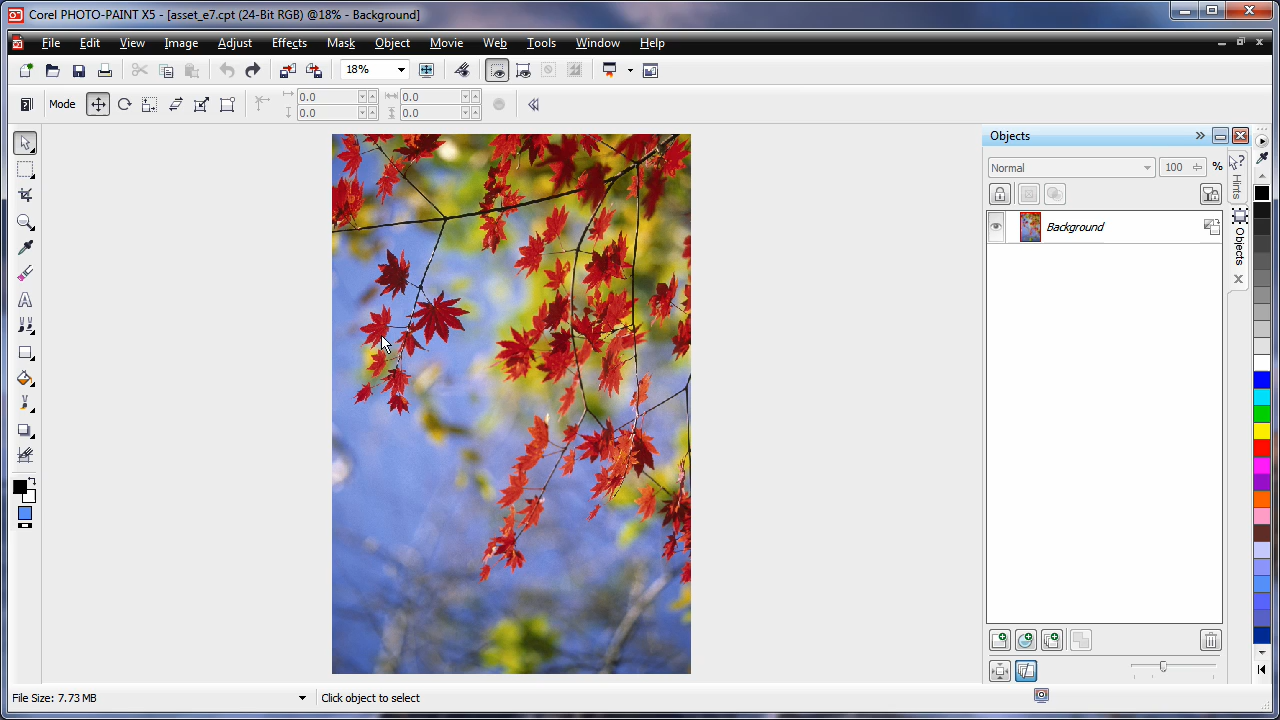 Corel PHOTO-PAINT X5 - [asset_e7.cpt (24-Bit RGB) @18% - Background]
File Edit View Image Adjust Effects Mask Object Movie Web Tools Window Help
18%
Mode 0.0 0.0
0.0 0.0
Objects
Normal 100 %
Hints
Background
Objects
File Size: 7.73 MB Click object to select